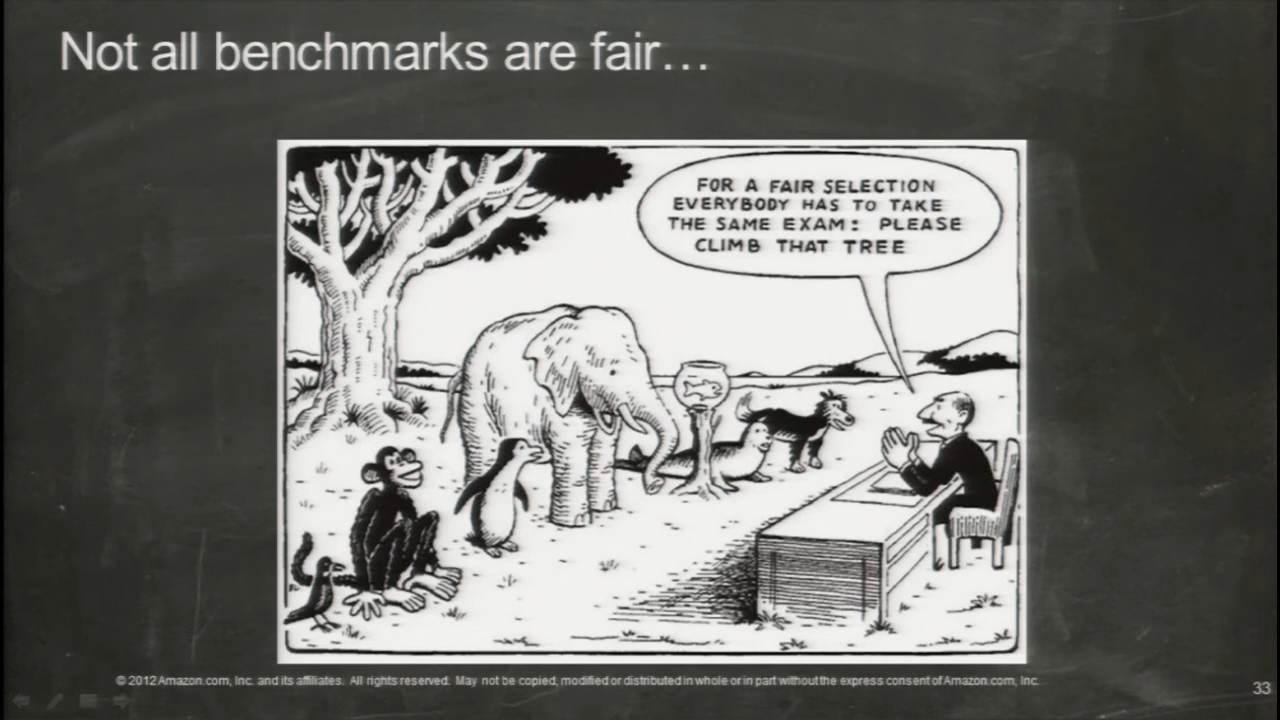 Not all benchmarks are fair...
FOR A FAIR SELECTION
EVERYBODY HAS TO TAKE
THE SAME EXAM: PLEASE
CLIMB THAT TREE
© 2012 Amazon.com, Inc. and its affiliates. All rights reserved. May not be copied, modified or distributed in whole or in part without the express consent of Amazon.com, Inc.
33